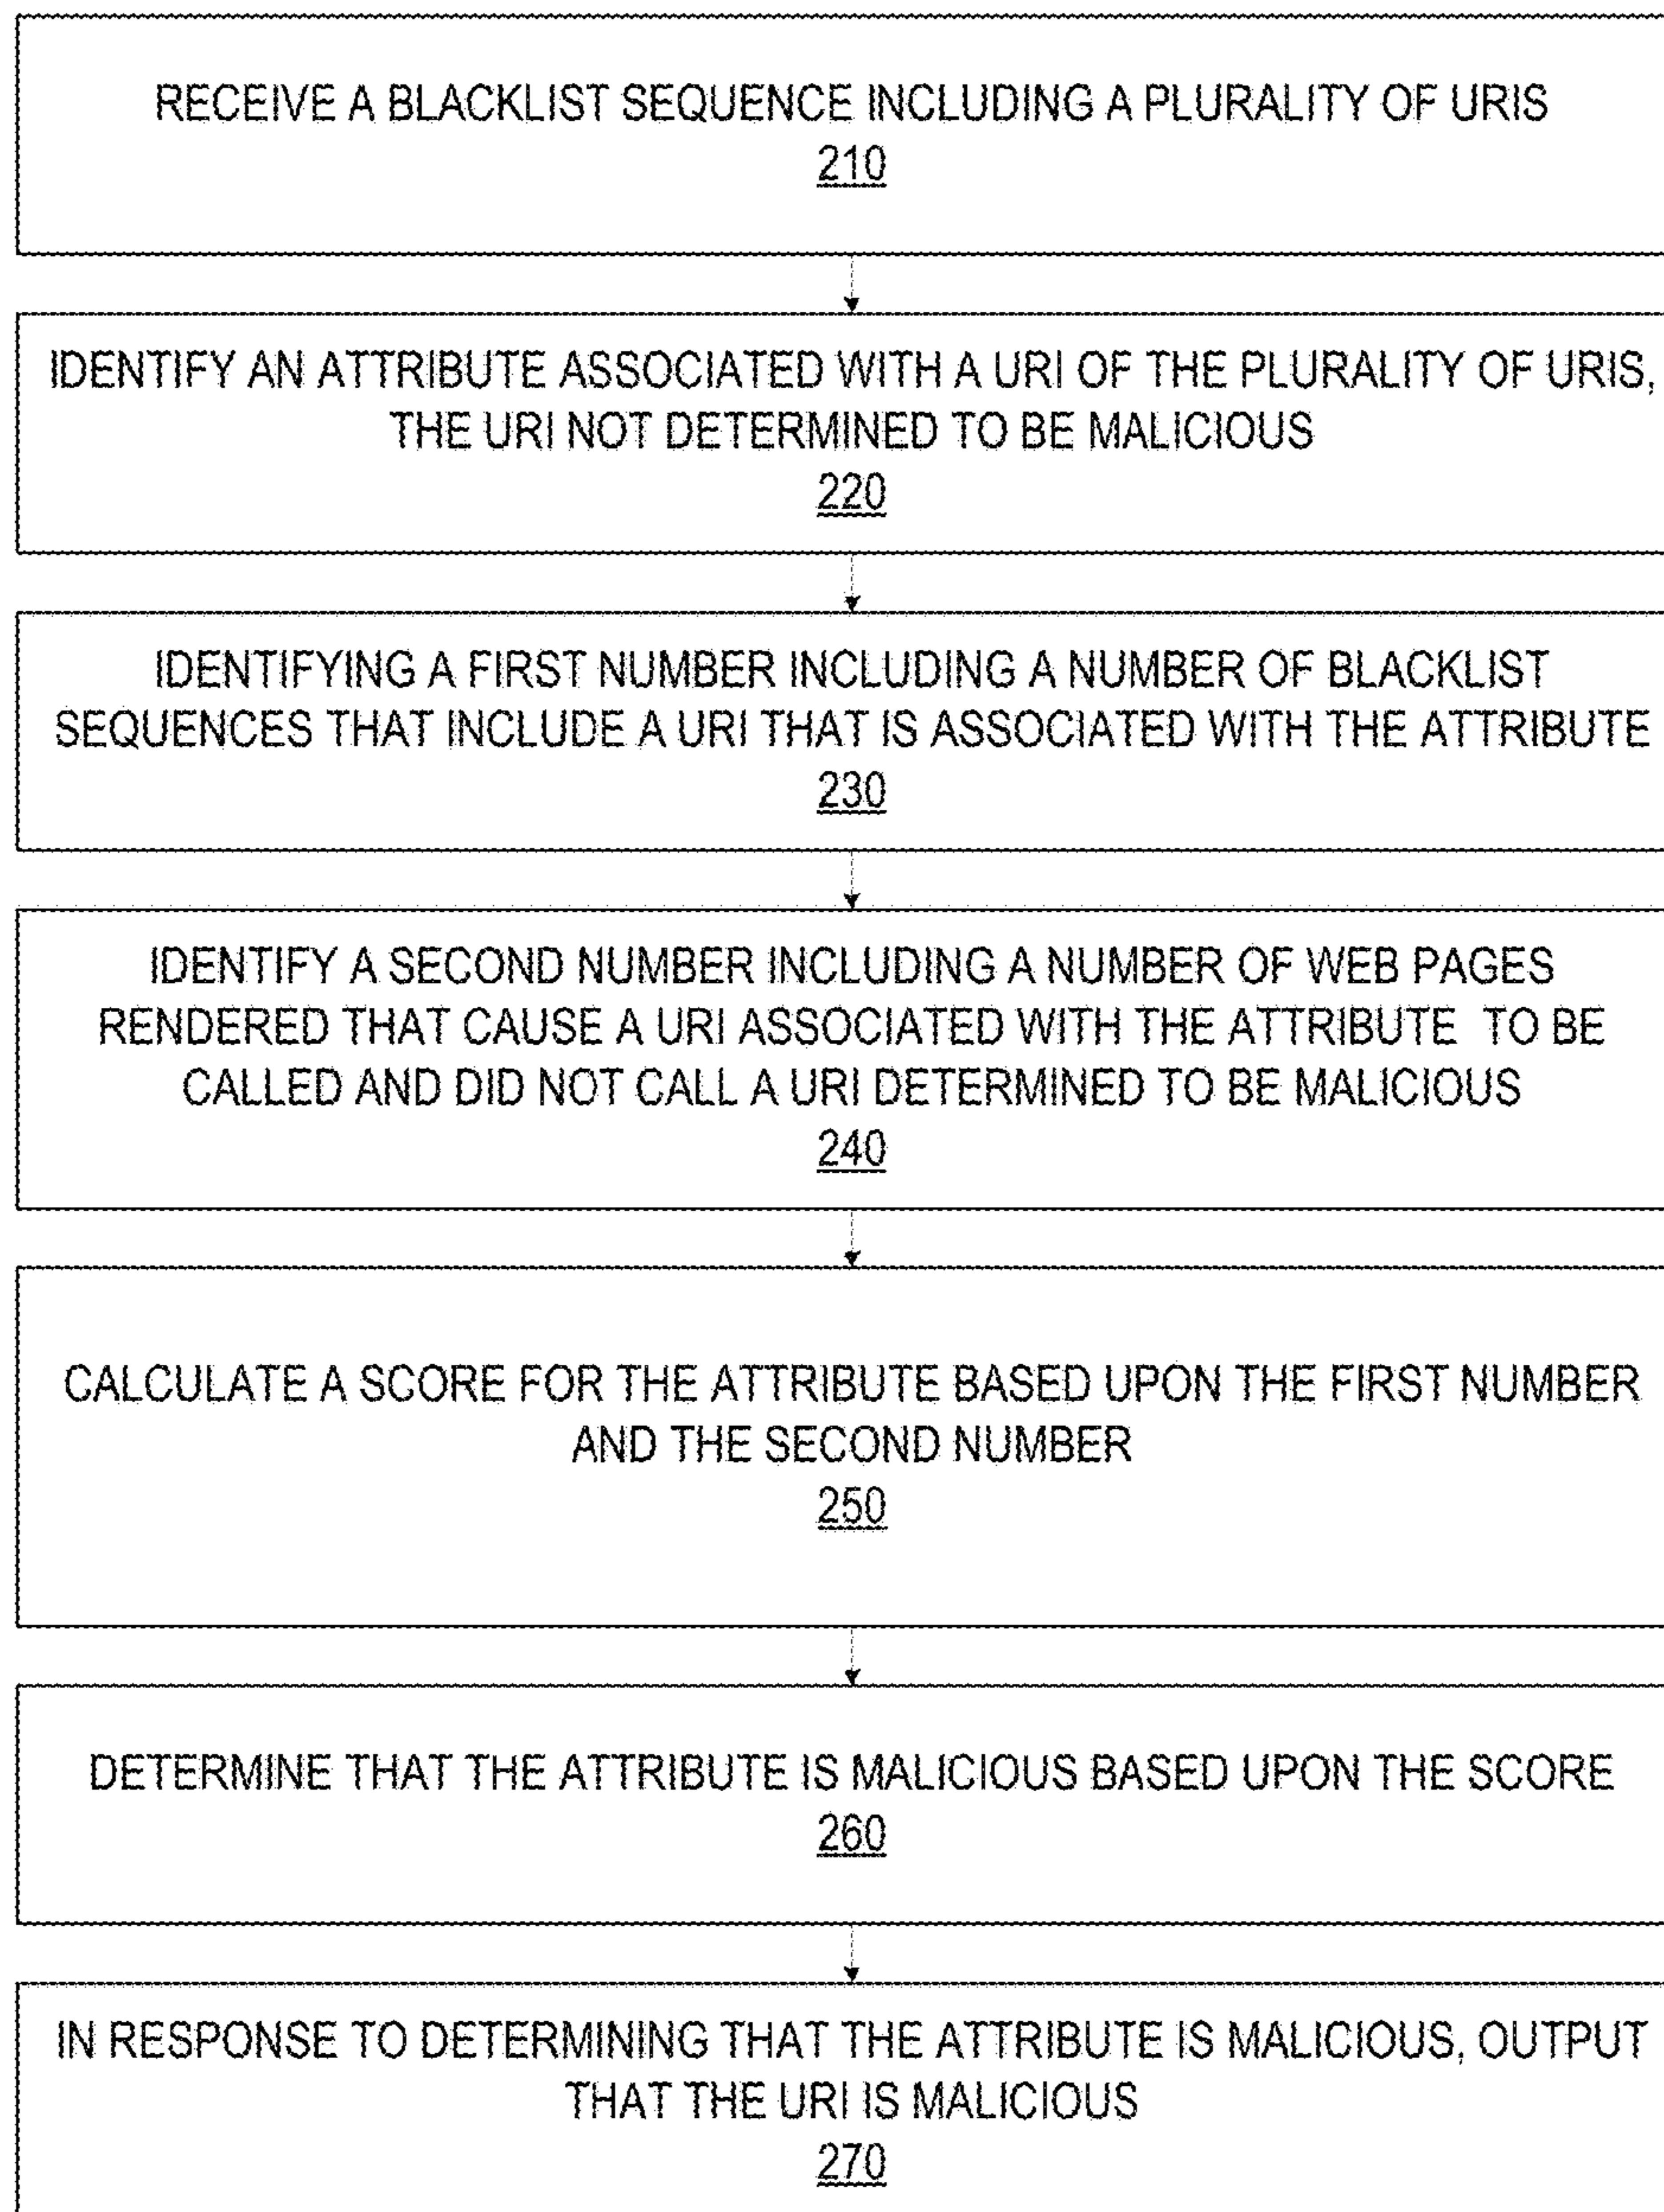 RECEIVE A BLACKLIST SEQUENCE INCLUDING A PLURALITY OF URIS
210
IDENTIFY AN ATTRIBUTE ASSOCIATED WITH A URI OF THE PLURALITY OF URIS,
THE URI NOT DETERMINED TO BE MALICIOUS
220
IDENTIFYING A FIRST NUMBER INCLUDING A NUMBER OF BLACKLIST
SEQUENCES THAT INCLUDE A URI THAT IS ASSOCIATED WITH THE ATTRIBUTE
230
IDENTIFY A SECOND NUMBER INCLUDING A NUMBER OF WEB PAGES
RENDERED THAT CAUSE A URI ASSOCIATED WITH THE ATTRIBUTE TO BE
CALLED AND DID NOT CALL A URI DETERMINED TO BE MALICIOUS
240
CALCULATE A SCORE FOR THE ATTRIBUTE BASED UPON THE FIRST NUMBER
AND THE SECOND NUMBER
250
DETERMINE THAT THE ATTRIBUTE IS MALICIOUS BASED UPON THE SCORE
260
IN RESPONSE TO DETERMINING THAT THE ATTRIBUTE IS MALICIOUS, OUTPUT
THAT THE URI IS MALICIOUS
270